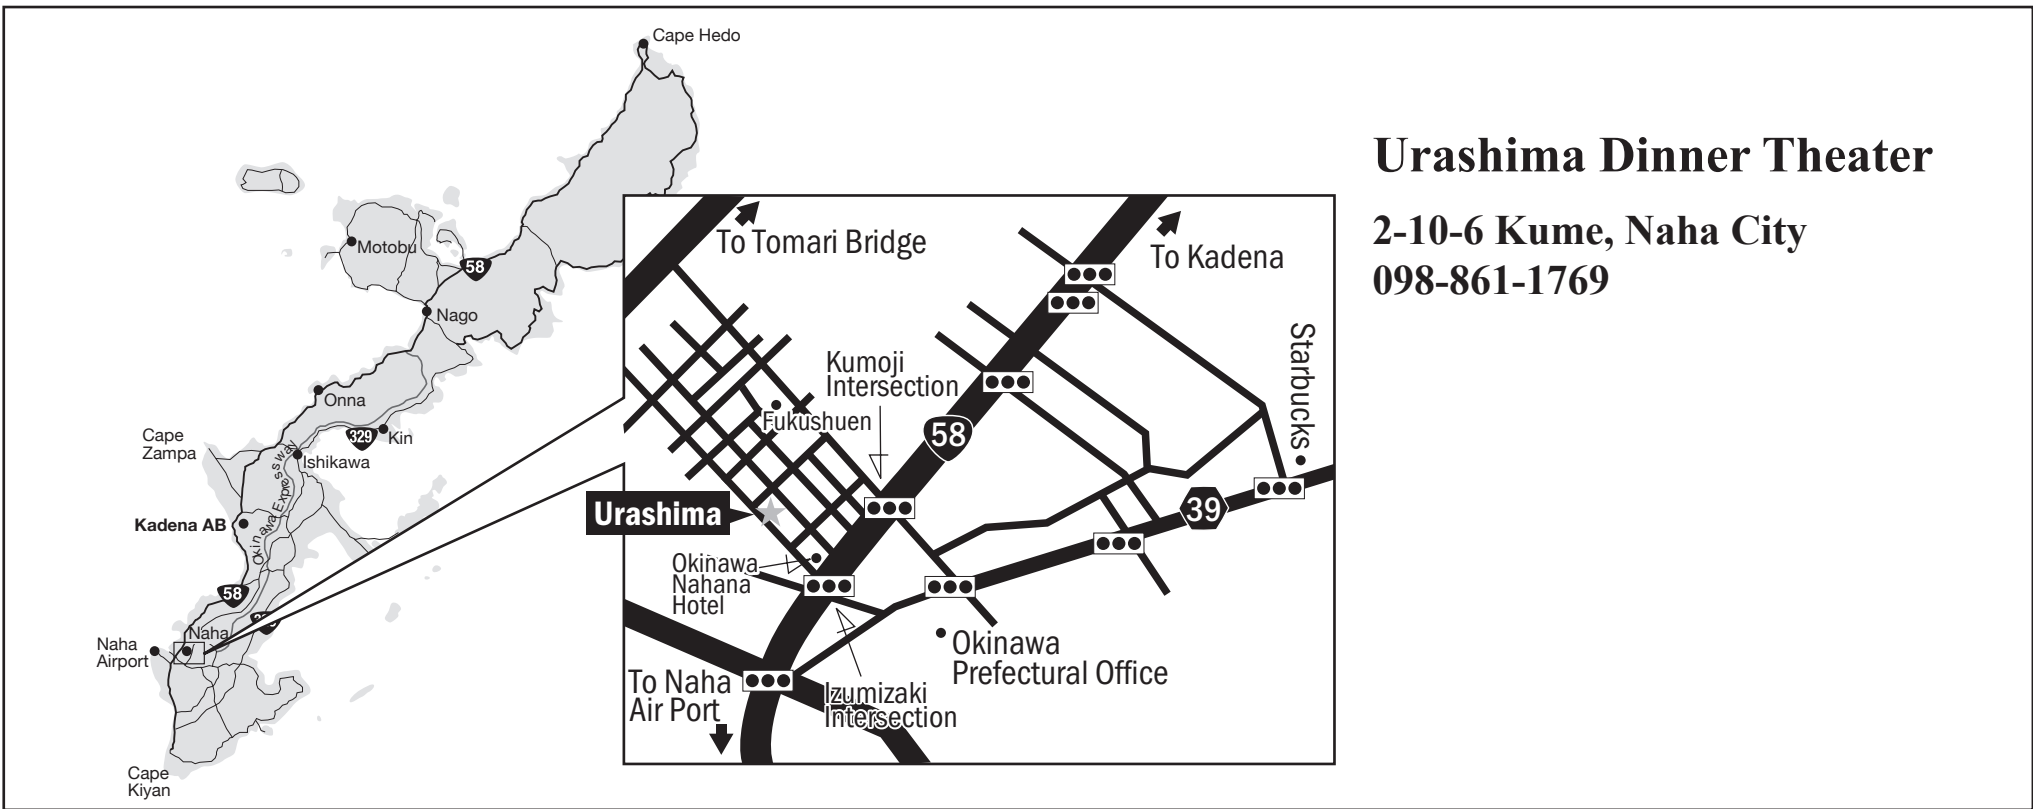 Cape Hedo
Motobu
58
Nago
Onna
Cape
Zampa
329
Kin
Ishikawa
Okinawa Expressway
Kadena AB
58
Naha
Naha
Airport
Cape
Kiyan
To Tomari Bridge
To Kadena
Starbucks
Kumoji
Intersection
Fukushuen
58
Urashima
39
Okinawa
Nahana
Hotel
Okinawa
Prefectural Office
To Naha
Air Port
Izumizaki
Intersection
Urashima Dinner Theater
2-10-6 Kume, Naha City
098-861-1769